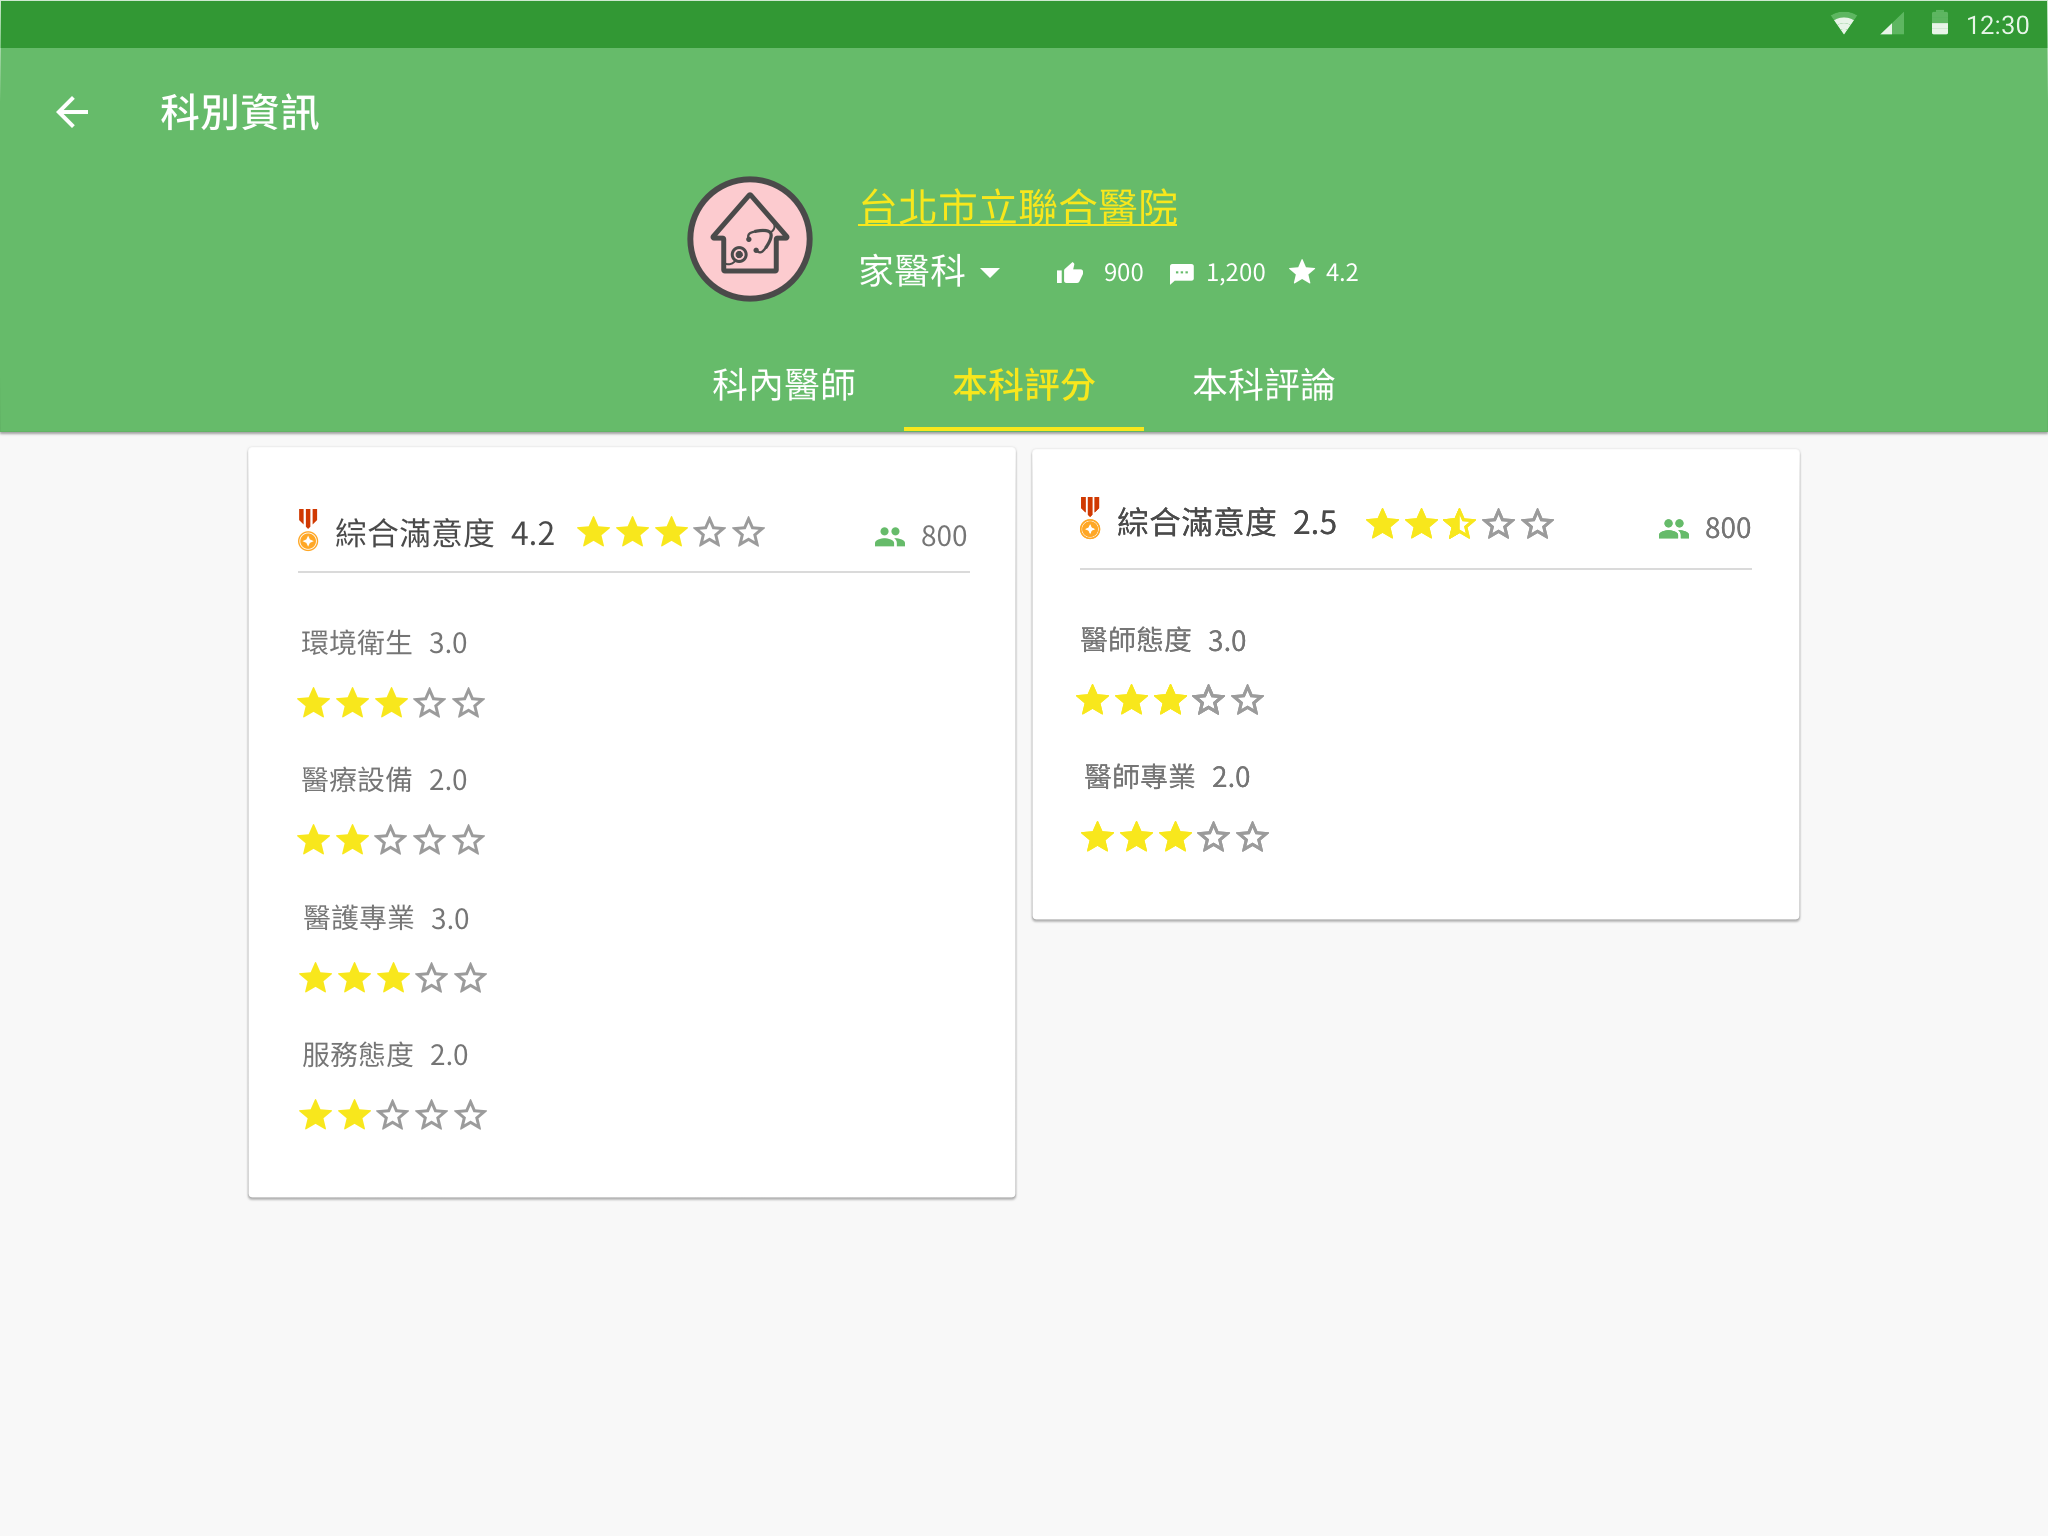 12:30
科別資訊
台北市立聯合醫院
家醫科 900 1,200 4.2
科內醫師 本科評分 本科評論
綜合滿意度 4.2 800
環境衛生 3.0
醫療設備 2.0
醫護專業 3.0
服務態度 2.0
綜合滿意度 2.5 800
醫師態度 3.0
醫師專業 2.0